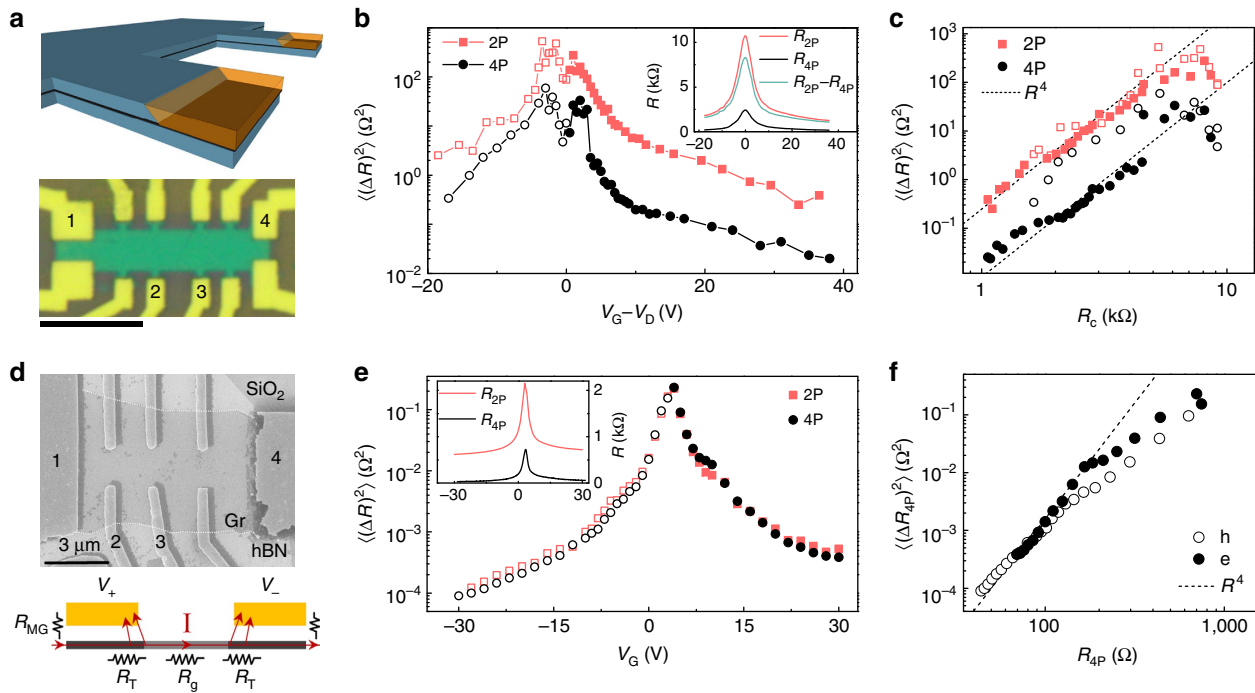 a
1
4
2
3
b
2P
4P
⟨(ΔR)²⟩ (Ω²)
10²
10⁰
10⁻²
−20
0
20
40
V_G−V_D (V)
R_2P
R_4P
R_2P−R_4P
R (kΩ)
10
5
0
−20
0
20
40
c
2P
4P
R⁴
⟨(ΔR)²⟩ (Ω²)
10³
10²
10¹
10⁰
10⁻¹
1
10
R_c (kΩ)
d
SiO₂
1
4
Gr
3 μm
2
3
hBN
V₊
V₋
R_MG
I
R_T
R_g
R_T
e
R_2P
R_4P
R (kΩ)
2
1
0
−30
0
30
2P
4P
⟨(ΔR)²⟩ (Ω²)
10⁻¹
10⁻²
10⁻³
10⁻⁴
−30
−15
0
15
30
V_G (V)
f
⟨(ΔR_4P)²⟩ (Ω²)
10⁻¹
10⁻²
10⁻³
10⁻⁴
h
e
R⁴
100
1,000
R_4P (Ω)